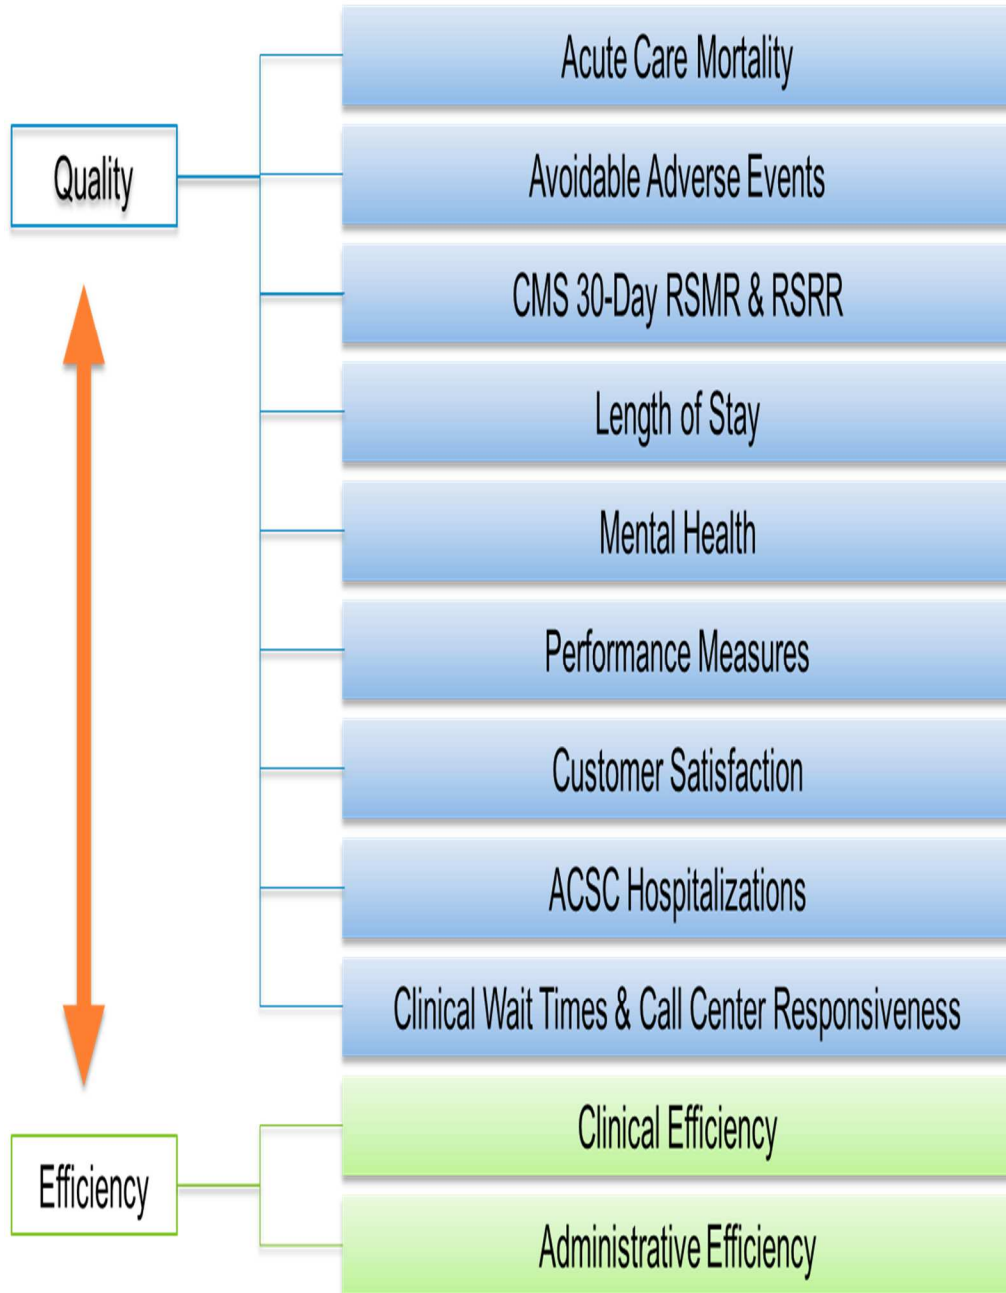 Quality
Acute Care Mortality
Avoidable Adverse Events
CMS 30-Day RSMR & RSRR
Length of Stay
Mental Health
Performance Measures
Customer Satisfaction
ACSC Hospitalizations
Clinical Wait Times & Call Center Responsiveness
Efficiency
Clinical Efficiency
Administrative Efficiency